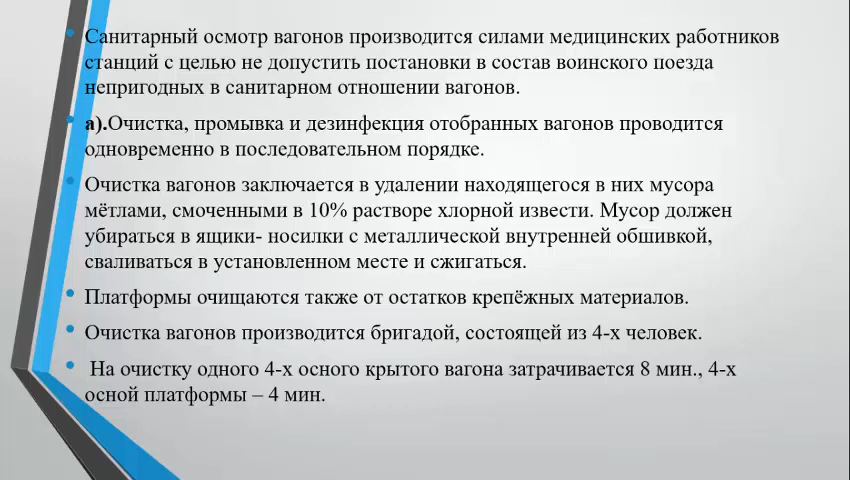 Санитарный осмотр вагонов производится силами медицинских работников
станций с целью не допустить постановки в состав воинского поезда
непригодных в санитарном отношении вагонов.
а).Очистка, промывка и дезинфекция отобранных вагонов проводится
одновременно в последовательном порядке.
Очистка вагонов заключается в удалении находящегося в них мусора
мётлами, смоченными в 10% растворе хлорной извести. Мусор должен
убираться в ящики- носилки с металлической внутренней обшивкой,
сваливаться в установленном месте и сжигаться.
Платформы очищаются также от остатков крепёжных материалов.
Очистка вагонов производится бригадой, состоящей из 4-х человек.
На очистку одного 4-х осного крытого вагона затрачивается 8 мин., 4-х
осной платформы – 4 мин.